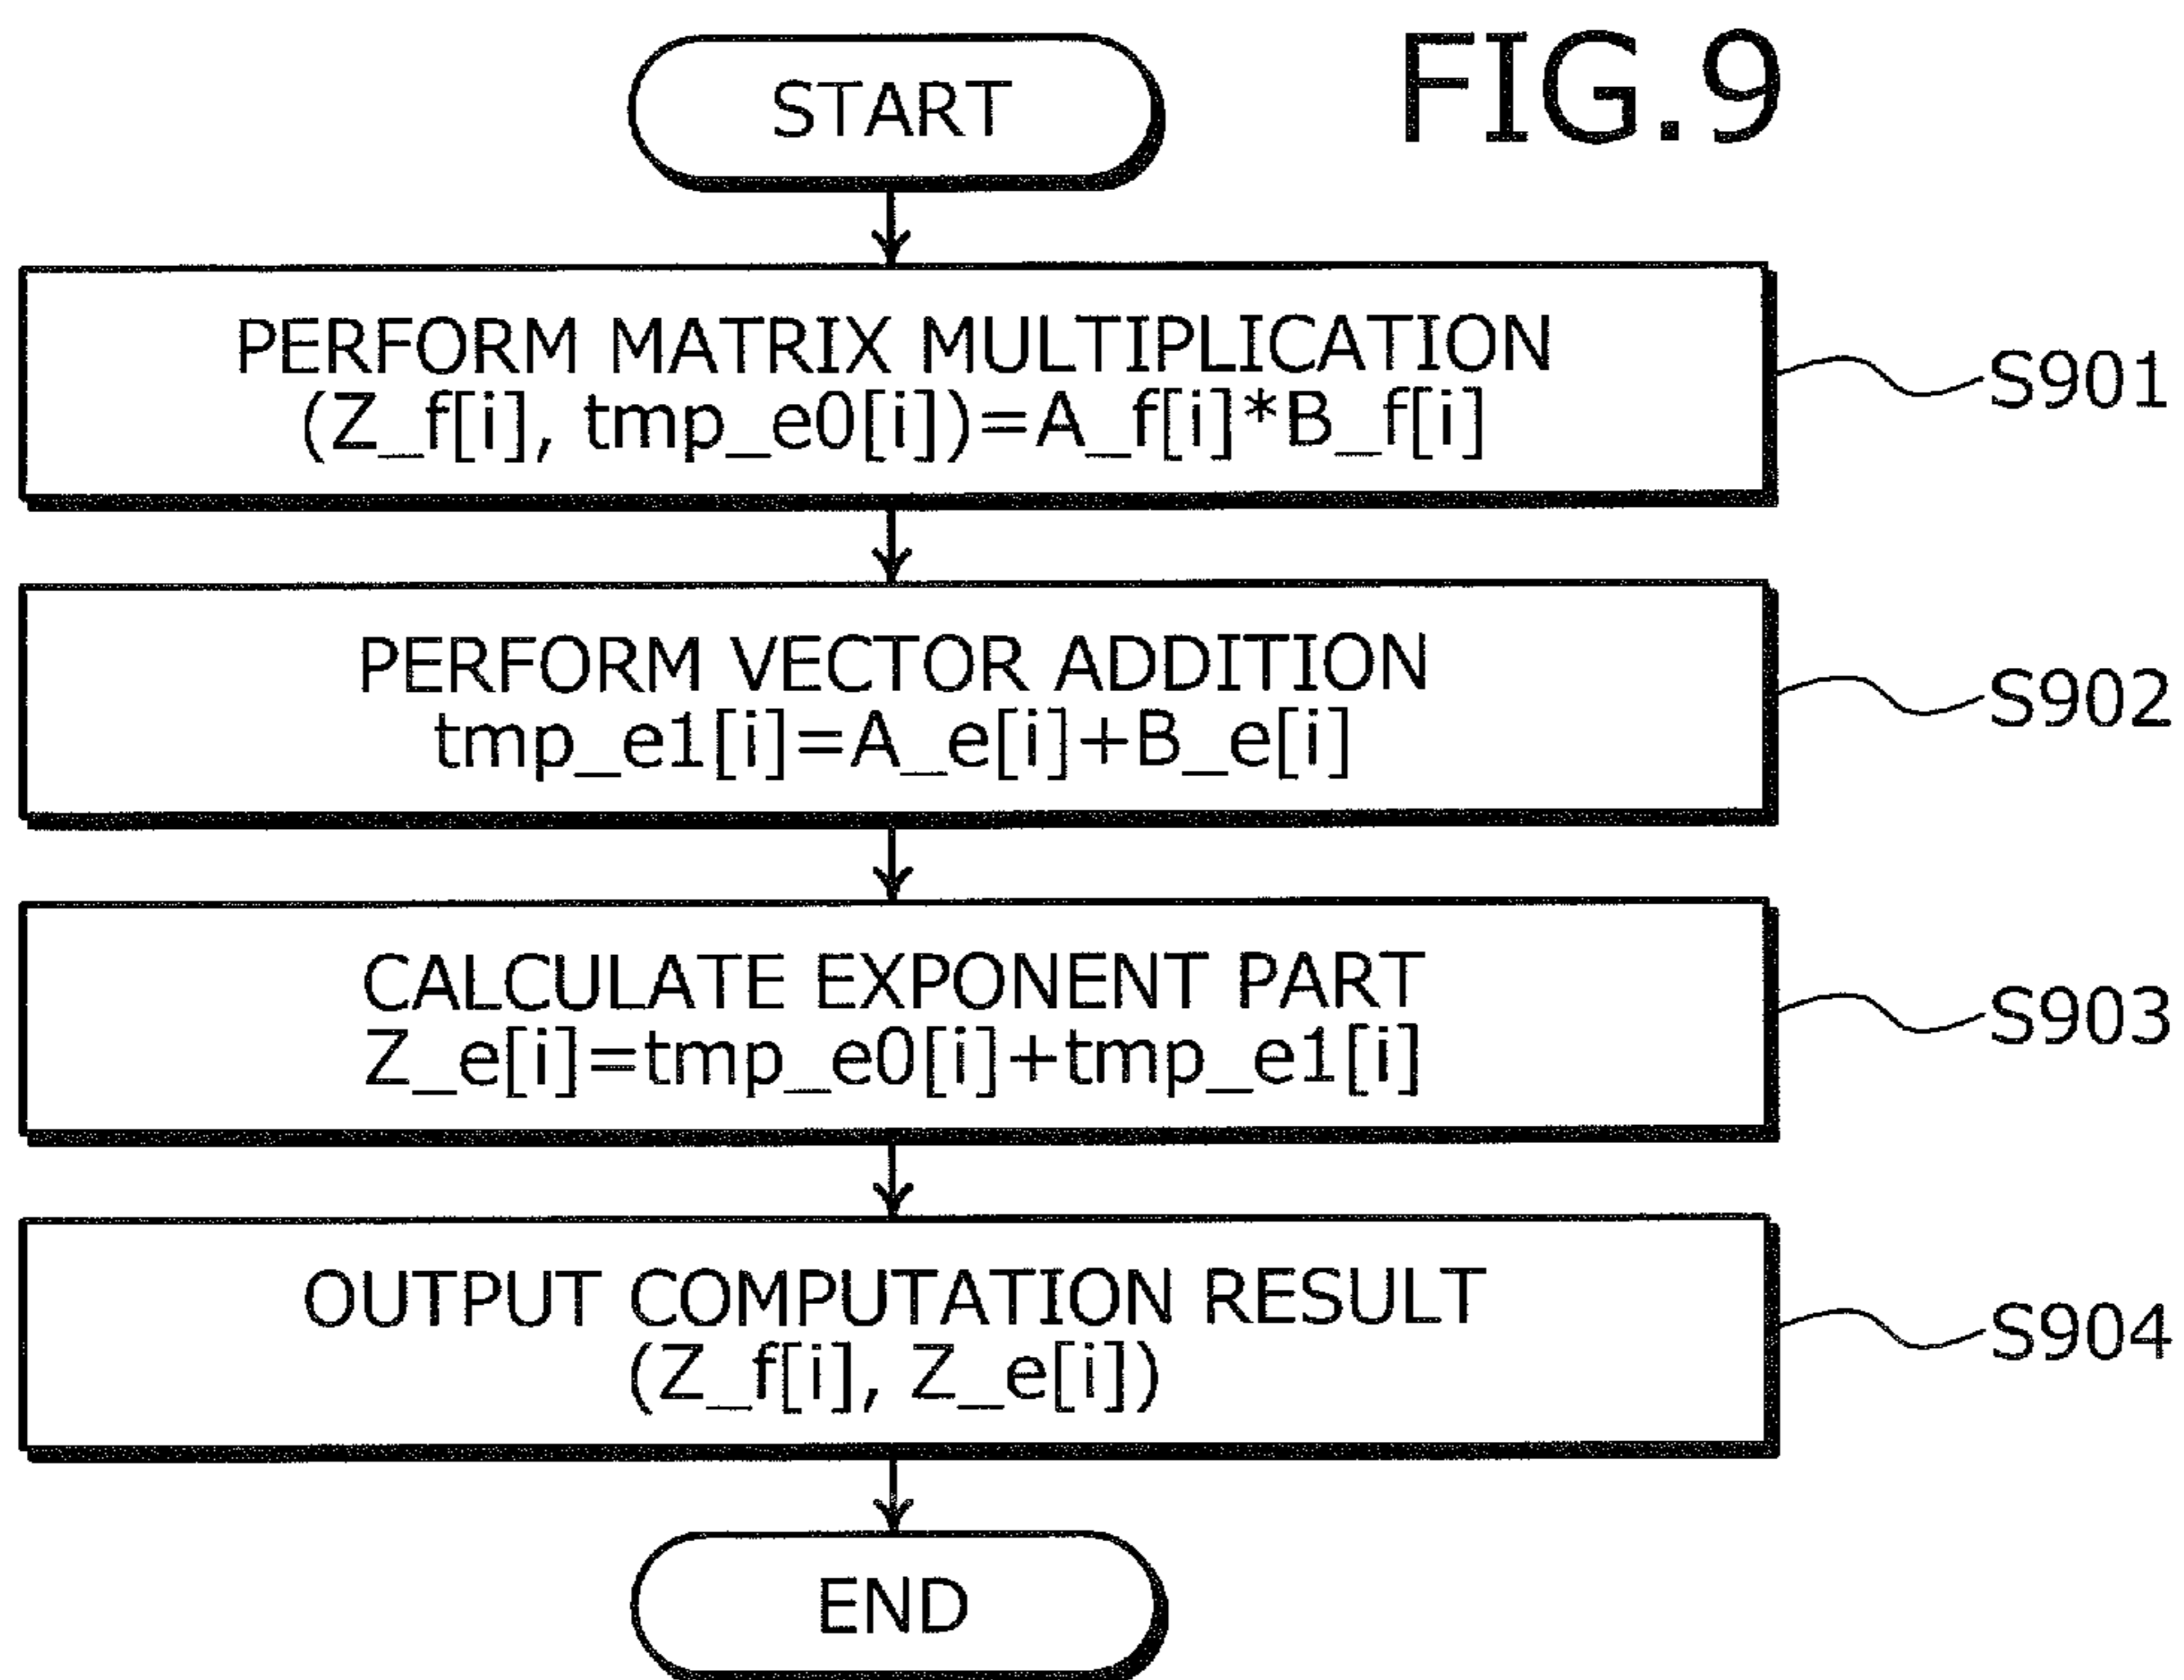 FIG.9
START
PERFORM MATRIX MULTIPLICATION
(Z_f[i], tmp_e0[i])=A_f[i]*B_f[i]
S901
PERFORM VECTOR ADDITION
tmp_e1[i]=A_e[i]+B_e[i]
S902
CALCULATE EXPONENT PART
Z_e[i]=tmp_e0[i]+tmp_e1[i]
S903
OUTPUT COMPUTATION RESULT
(Z_f[i], Z_e[i])
S904
END